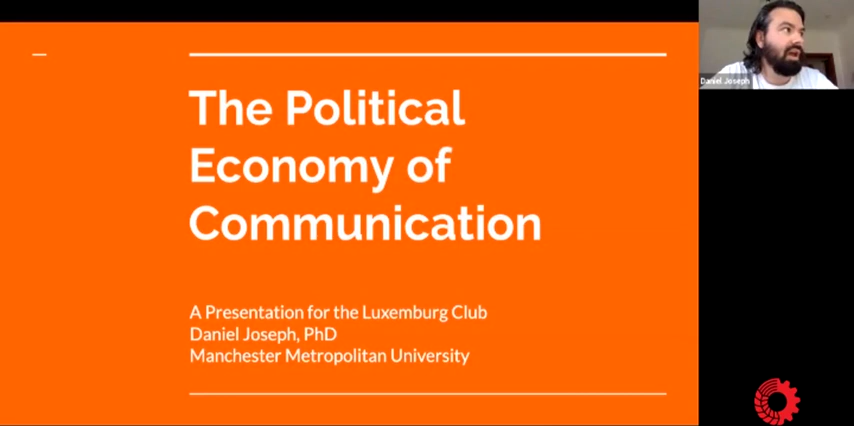 The Political
Economy of
Communication
A Presentation for the Luxemburg Club
Daniel Joseph, PhD
Manchester Metropolitan University
Daniel Joseph